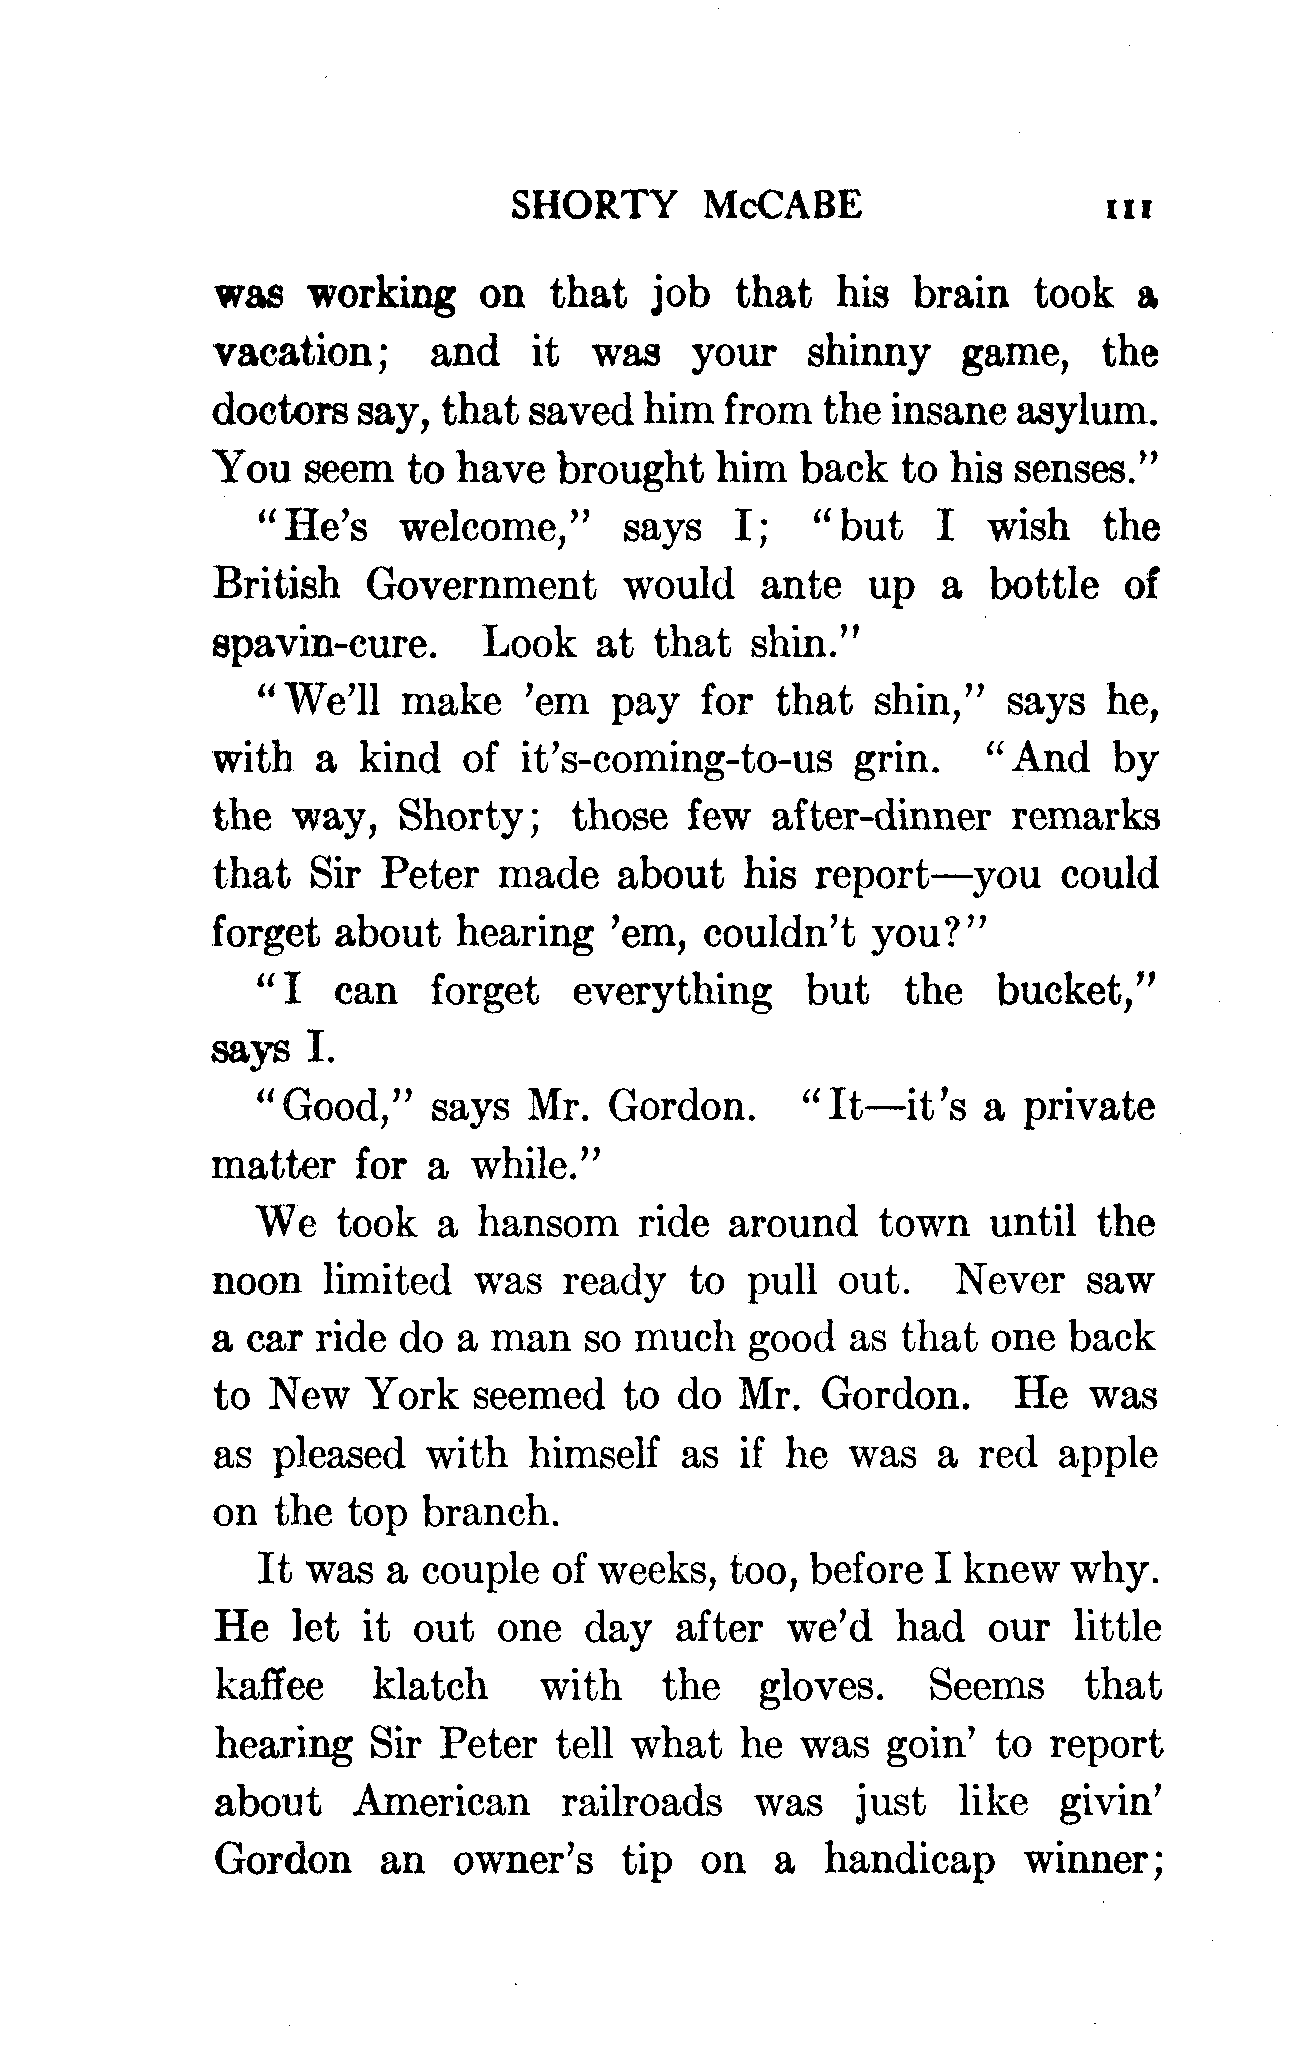 SHORTY McCABE 111
was working on that job that his brain took a
vacation; and it was your shinny game, the
doctors say, that saved him from the insane asylum.
You seem to have brought him back to his senses."
"He's welcome," says I; "but I wish the
British Government would ante up a bottle of
spavin-cure. Look at that shin."
"We'll make 'em pay for that shin," says he,
with a kind of it's-coming-to-us grin. "And by
the way, Shorty; those few after-dinner remarks
that Sir Peter made about his report—you could
forget about hearing 'em, couldn't you?"
"I can forget everything but the bucket,"
says I.
"Good," says Mr. Gordon. "It—it's a private
matter for a while."
We took a hansom ride around town until the
noon limited was ready to pull out. Never saw
a car ride do a man so much good as that one back
to New York seemed to do Mr. Gordon. He was
as pleased with himself as if he was a red apple
on the top branch.
It was a couple of weeks, too, before I knew why.
He let it out one day after we'd had our little
kaffee klatch with the gloves. Seems that
hearing Sir Peter tell what he was goin' to report
about American railroads was just like givin'
Gordon an owner's tip on a handicap winner;